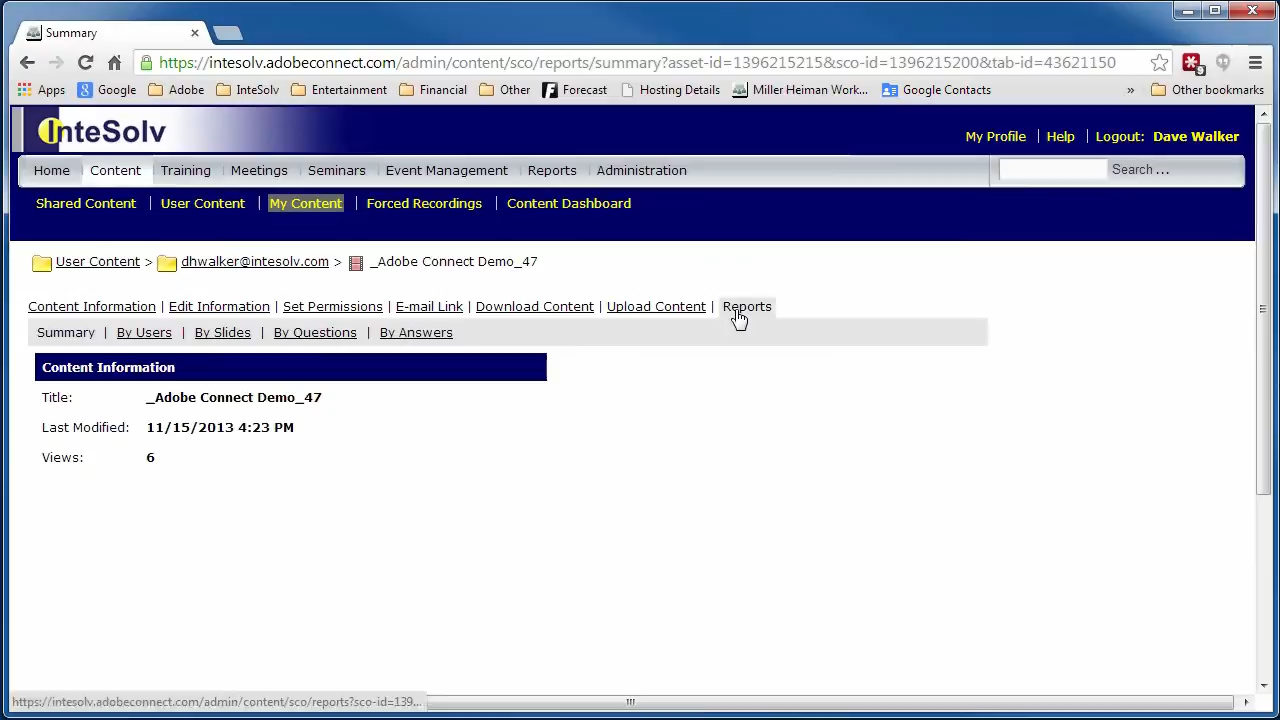 Summary
https://intesolv.adobeconnect.com/admin/content/sco/reports/summary?asset-id=1396215215&sco-id=1396215200&tab-id=43621150
9
Apps Google Adobe InteSolv Entertainment Financial Other Forecast Hosting Details Miller Heiman Work... Google Contacts » Other bookmarks
InteSolv
My Profile | Help | Logout: Dave Walker
Home Content Training Meetings Seminars Event Management Reports Administration Search ...
Shared Content | User Content | My Content | Forced Recordings | Content Dashboard
User Content > dhwalker@intesolv.com > _Adobe Connect Demo_47
Content Information | Edit Information | Set Permissions | E-mail Link | Download Content | Upload Content | Reports
Summary | By Users | By Slides | By Questions | By Answers
Content Information
Title: _Adobe Connect Demo_47
Last Modified: 11/15/2013 4:23 PM
Views: 6
https://intesolv.adobeconnect.com/admin/content/sco/reports?sco-id=139...